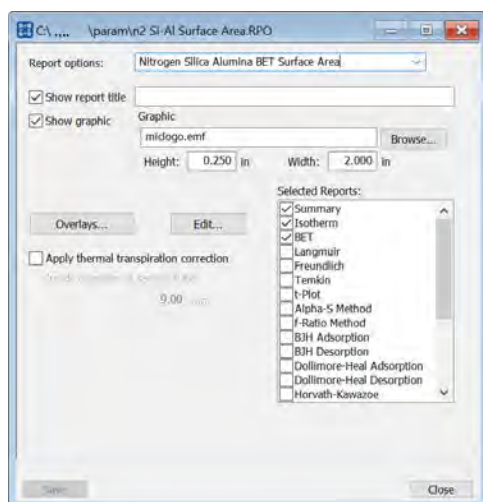 C:\ .... \param\n2 SI-Al Surface Area.RPO
Report options: Nitrogen Silica Alumina BET Surface Area
Show report title
Show graphic
Graphic
midogo.emf Browse...
Height: 0.250 in Width: 2.000 in
Selected Reports:
Overlays... Edit...
Summary
Isotherm
BET
Langmuir
Freundlich
Temkin
t-Plot
Alpha-S Method
f-Ratio Method
BJH Adsorption
BJH Desorption
Dollimore-Heal Adsorption
Dollimore-Heal Desorption
Horvath-Kawazoe
Apply thermal transpiration correction
9.00 mm
Save
Close